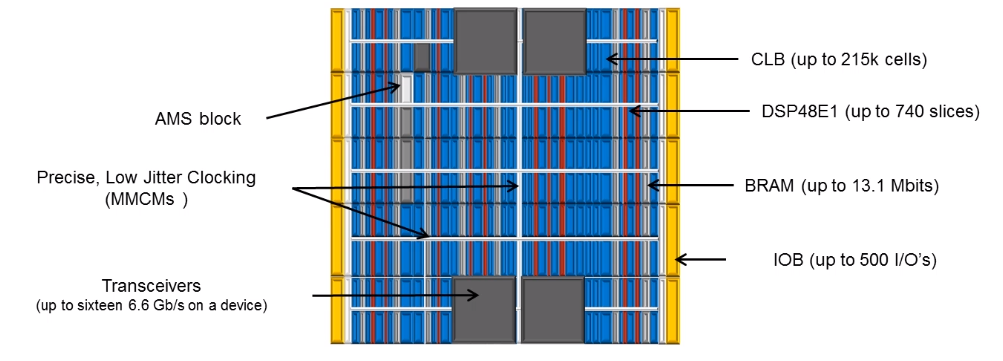 CLB (up to 215k cells)
AMS block
DSP48E1 (up to 740 slices)
Precise, Low Jitter Clocking
(MMCMs )
BRAM (up to 13.1 Mbits)
IOB (up to 500 I/O's)
Transceivers
(up to sixteen 6.6 Gb/s on a device)